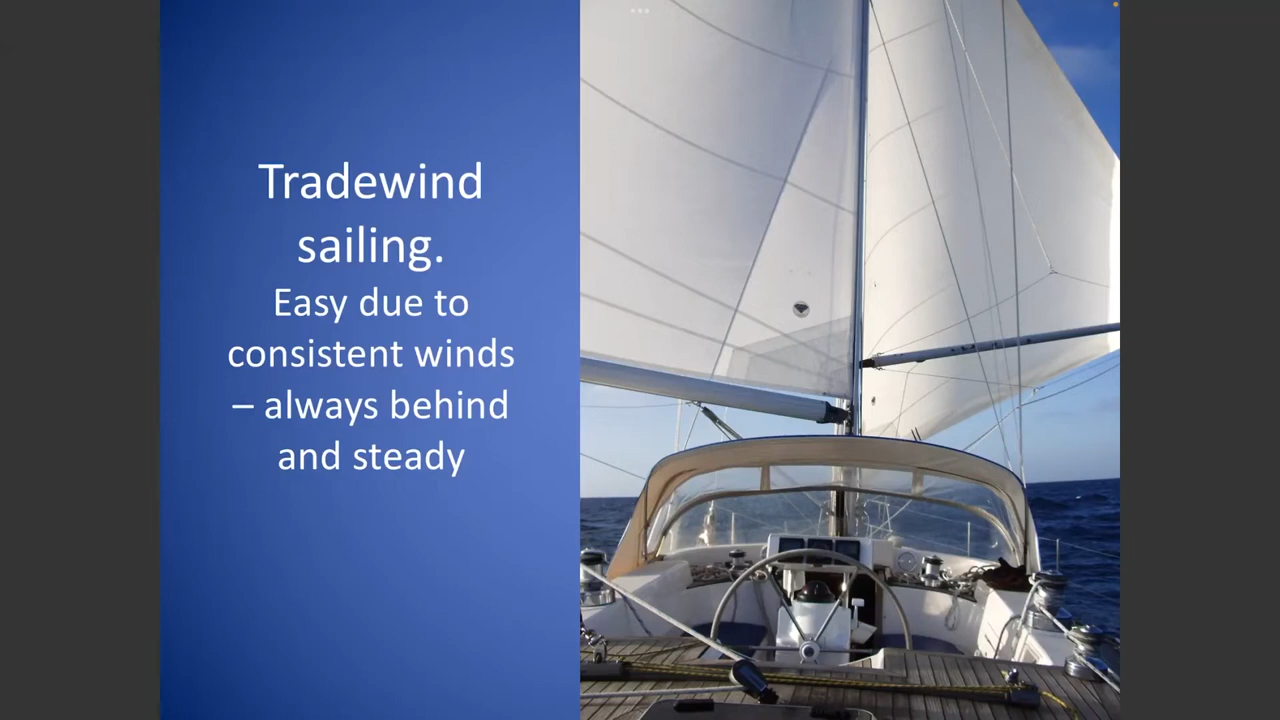 Tradewind
sailing.
Easy due to
consistent winds
– always behind
and steady